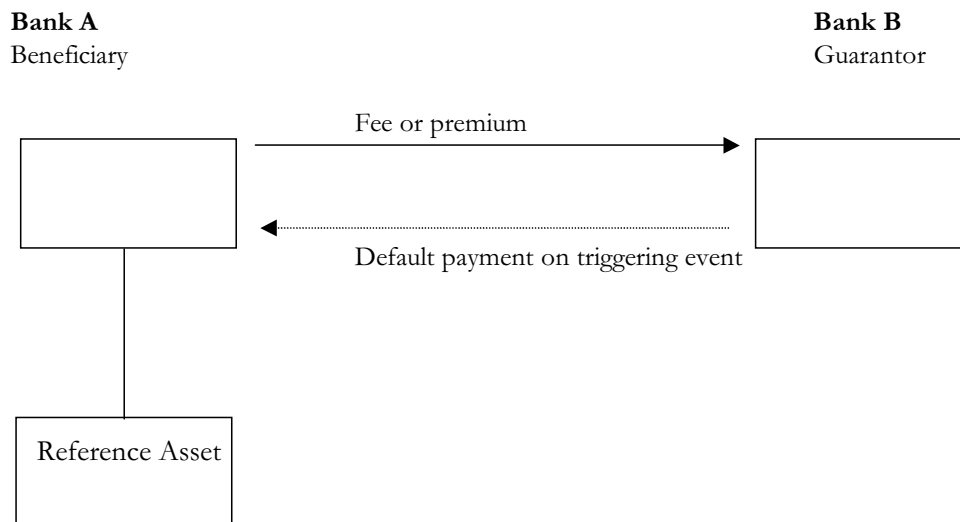 Bank A
Beneficiary
Bank B
Guarantor
Fee or premium
Default payment on triggering event
Reference Asset